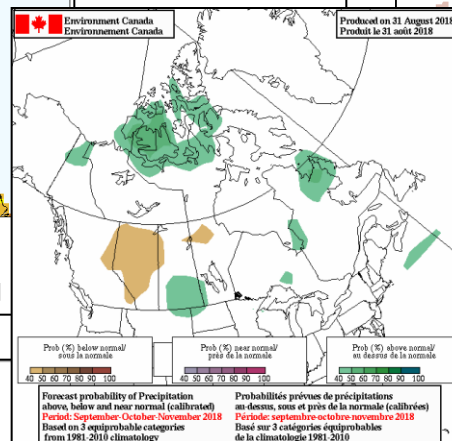 Environment Canada
Environnement Canada
Produced on 31 August 2018
Produit le 31 août 2018
Prob (%) below normal/
sous la normale
40 50 60 70 80 90 100
Prob (%) near normal/
près de la normale
40 50 60 70 80 90 100
Prob (%) above normal/
au dessus de la normale
40 50 60 70 80 90 100
Forecast probability of Precipitation
above, below and near normal (calibrated)
Period: September-October-November 2018
Based on 3 equiprobable categories
from 1981-2010 climatology
Probabilités prévues de précipitations
au-dessus, sous et près de la normale (calibrées)
Période: septembre-octobre-novembre 2018
Basé sur 3 catégories équiprobables
de la climatologie 1981-2010